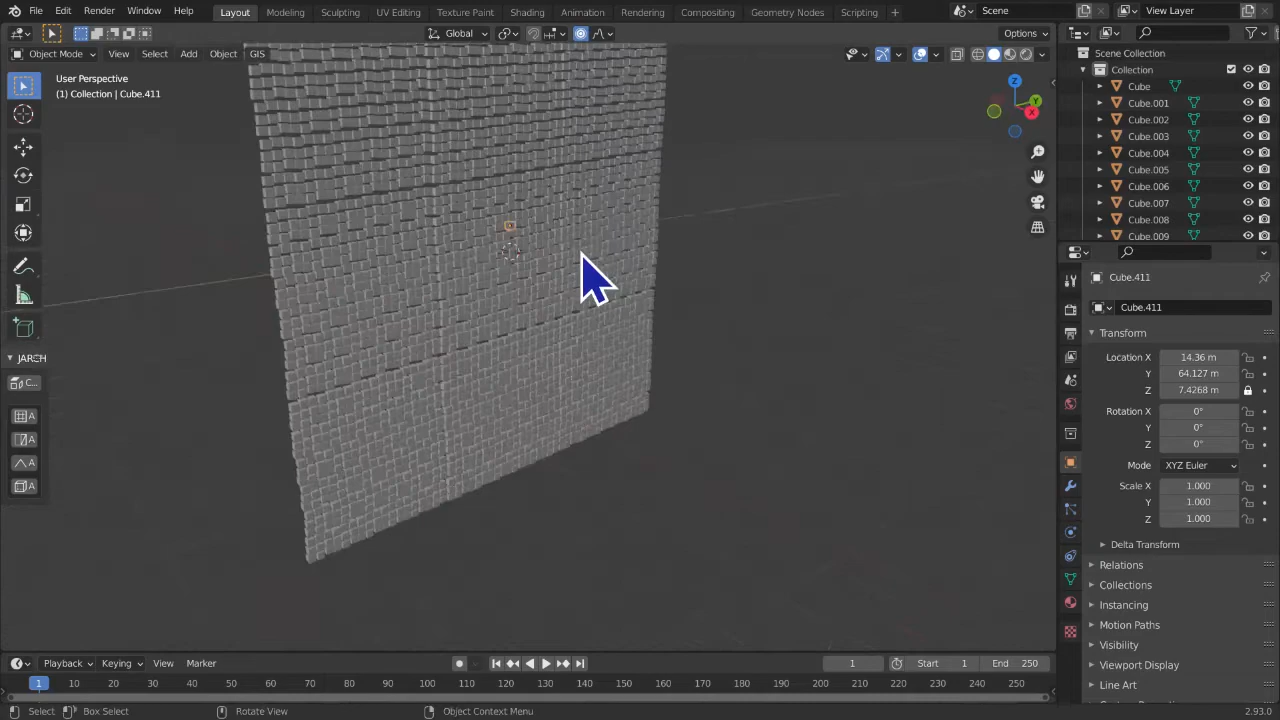 File Edit Render Window Help Layout Modeling Sculpting UV Editing Texture Paint Shading Animation Rendering Compositing Geometry Nodes Scripting + Scene View Layer
Global Options
Object Mode View Select Add Object GIS
User Perspective
(1) Collection | Cube.411
Z
Y
X
JARCH
C...
A
A
A
A
Scene Collection
Collection
Cube
Cube.001
Cube.002
Cube.003
Cube.004
Cube.005
Cube.006
Cube.007
Cube.008
Cube.009
Cube.411
Cube.411
Transform
Location X 14.36 m
Y 64.127 m
Z 7.4268 m
Rotation X 0°
Y 0°
Z 0°
Mode XYZ Euler
Scale X 1.000
Y 1.000
Z 1.000
Delta Transform
Relations
Collections
Instancing
Motion Paths
Visibility
Viewport Display
Line Art
Playback Keying View Marker 1 Start 1 End 250
1 10 20 30 40 50 60 70 80 90 100 110 120 130 140 150 160 170 180 190 200 210 220 230 240 250
Select Box Select Rotate View Object Context Menu 2.93.0